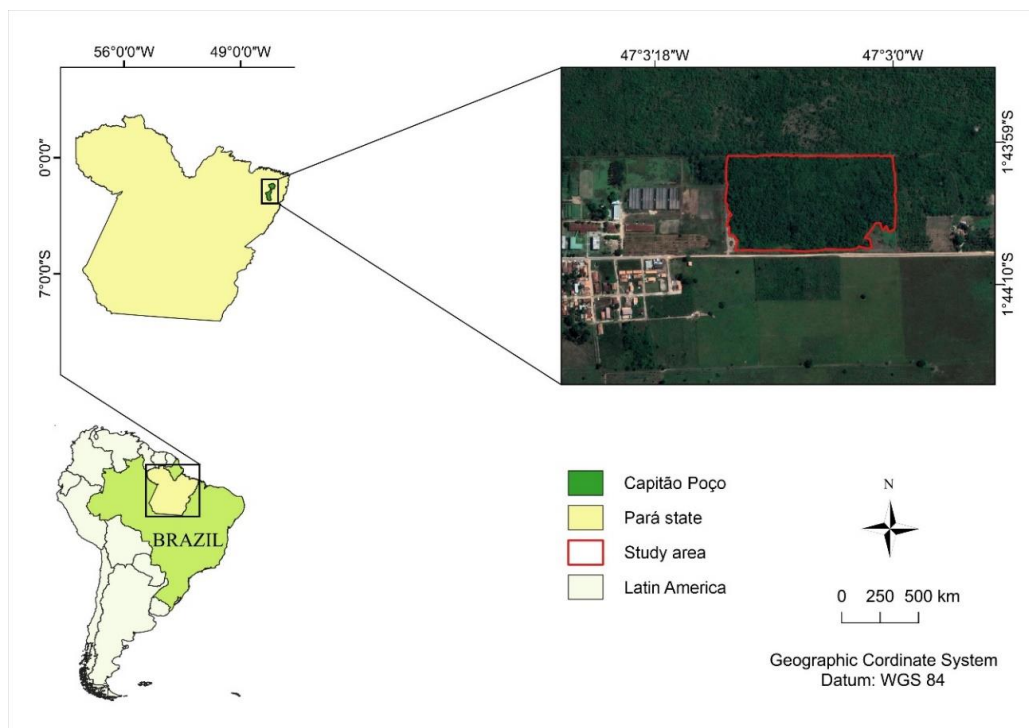 56°0'0"W 49°0'0"W
47°3'18"W 47°3'0"W
0°0'0"
7°0'0"S
1°43'59"S
1°44'10"S
BRAZIL
Capitão Poço
Pará state
Study area
Latin America
N
0 250 500 km
Geographic Cordinate System
Datum: WGS 84